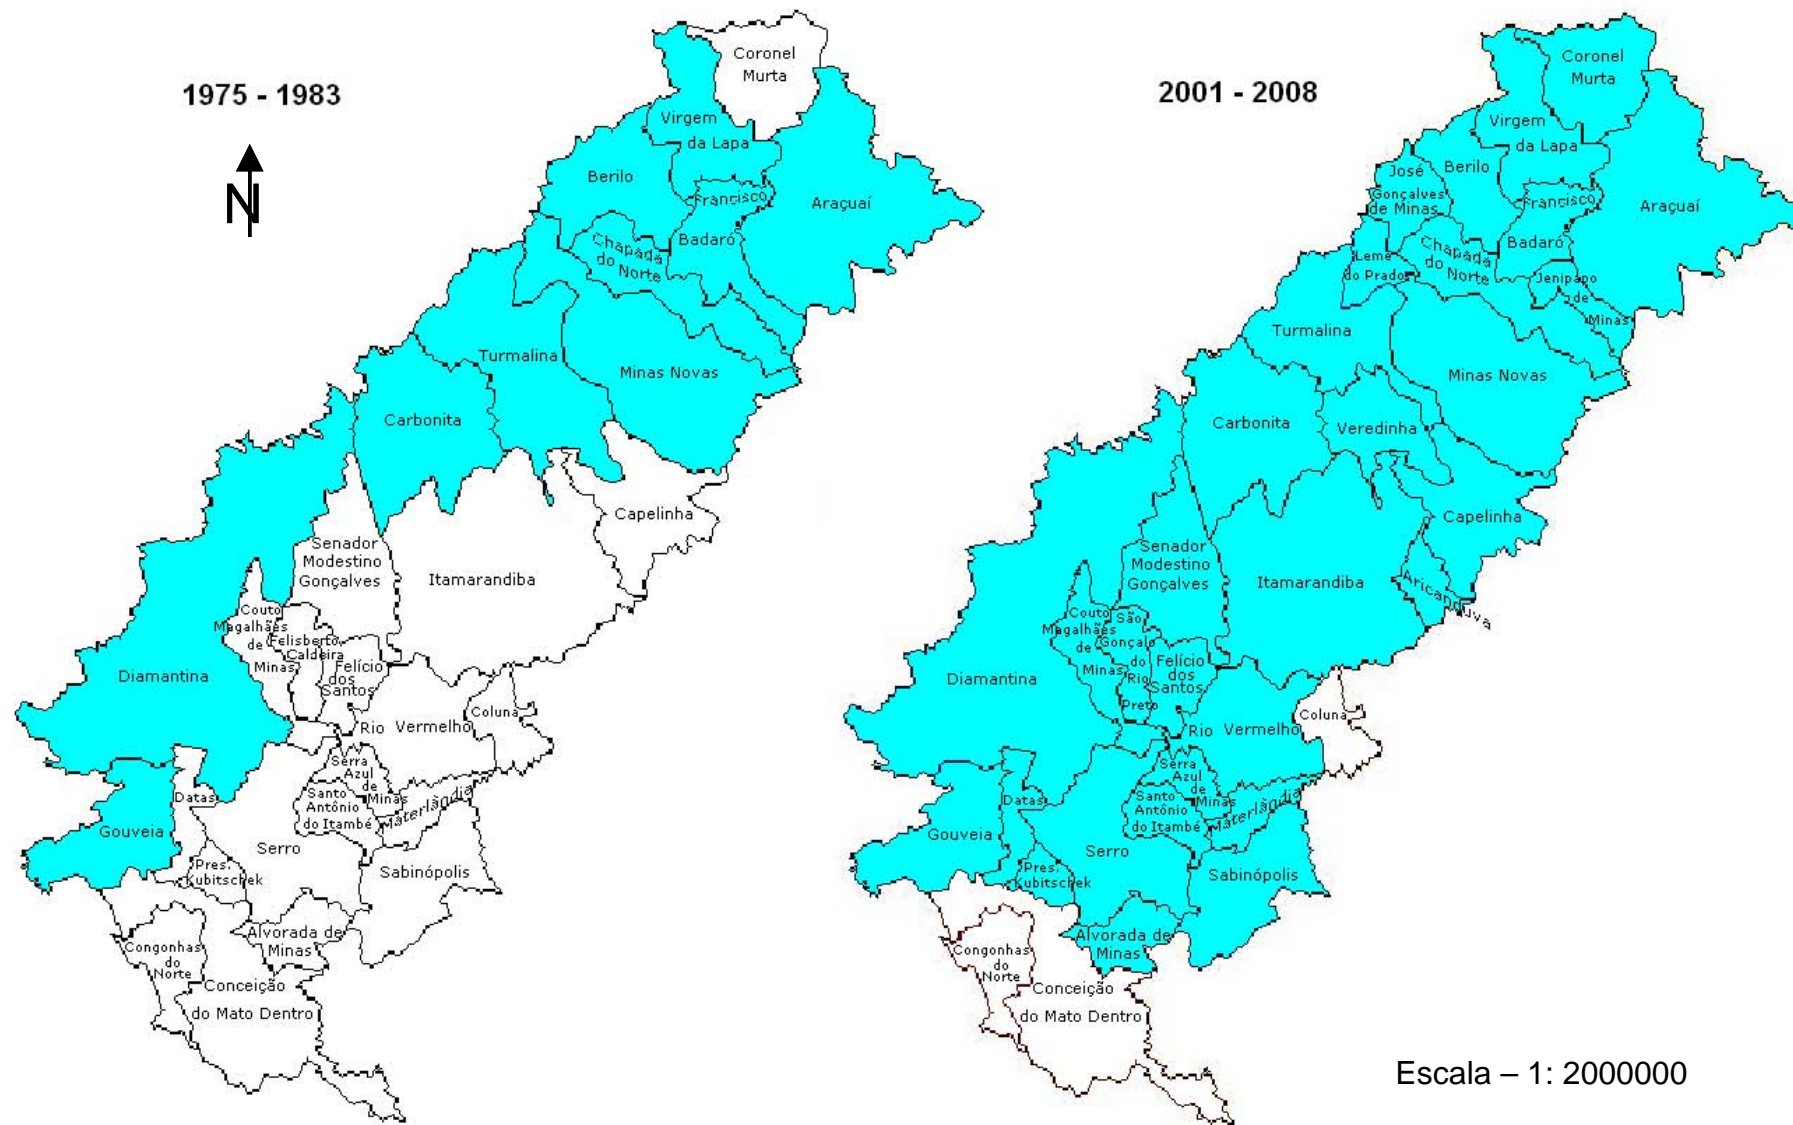 1975 - 1983
N
Coronel
Murta
Virgem
da Lapa
Berilo
Francisco
Badaró
Araçuaí
Chapada
do Norte
Turmalina
Minas Novas
Carbonita
Capelinha
Senador
Modestino
Gonçalves
Itamarandiba
Couto
Magalhães
de
Minas
Felisberto
Caldeira
Felício
dos
Santos
Diamantina
Rio Vermelho
Coluna
Serra
Azul
de
Minas
Datas
Santo
Antônio
do Itambé
Materlândia
Gouveia
Serro
Sabinópolis
Pres.
Kubitschek
Alvorada de
Minas
Congonhas
do
Norte
Conceição
do Mato Dentro
2001 - 2008
Coronel
Murta
Virgem
da Lapa
Berilo
José
Gonçalves
de Minas
Francisco
Badaró
Araçuaí
Chapada
do Norte
Leme
do Prado
Jenipapo
de
Minas
Turmalina
Minas Novas
Carbonita
Veredinha
Capelinha
Senador
Modestino
Gonçalves
Itamarandiba
Aricanduva
Couto
Magalhães
de
Minas
São
Gonçalo
do
Rio
Preto
Felício
dos
Santos
Diamantina
Rio Vermelho
Coluna
Serra
Azul
de
Minas
Datas
Santo
Antônio
do Itambé
Materlândia
Gouveia
Serro
Sabinópolis
Pres.
Kubitschek
Alvorada de
Minas
Congonhas
do
Norte
Conceição
do Mato Dentro
Escala – 1: 2000000